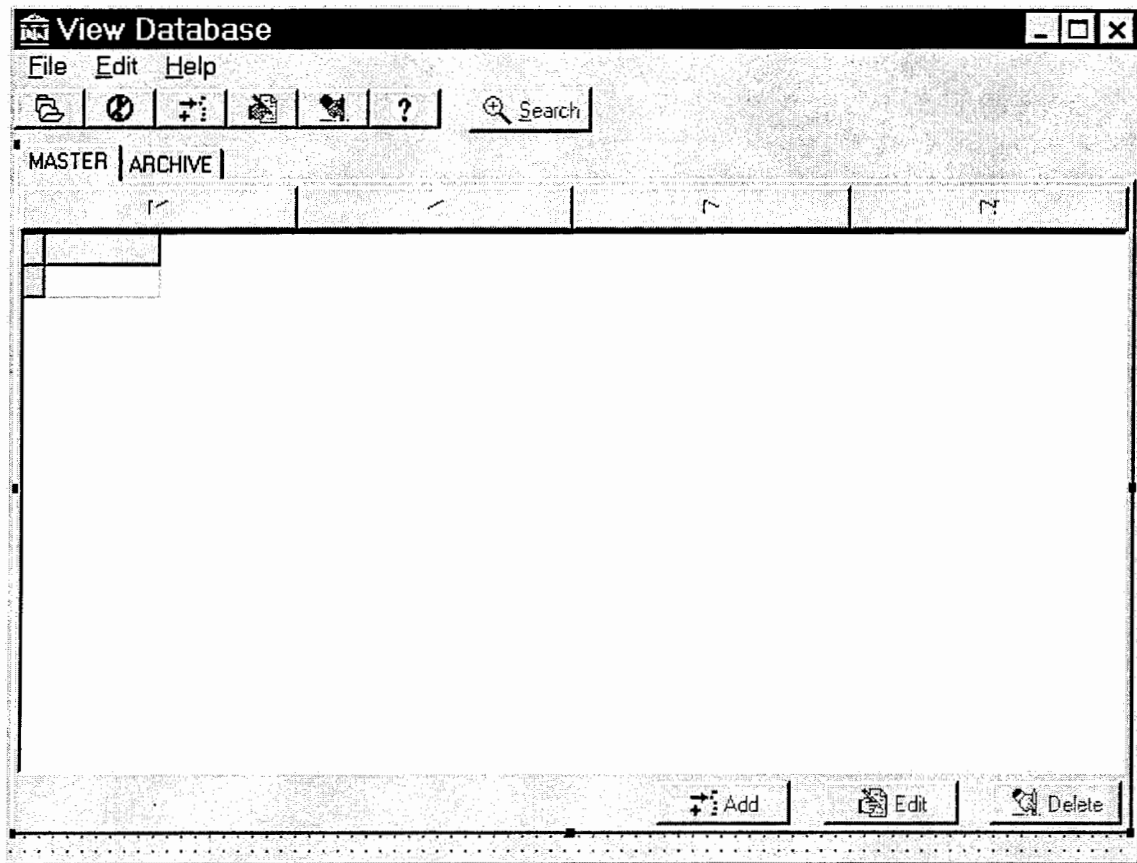 View Database
File Edit Help
? Search
MASTER ARCHIVE
Add Edit Delete